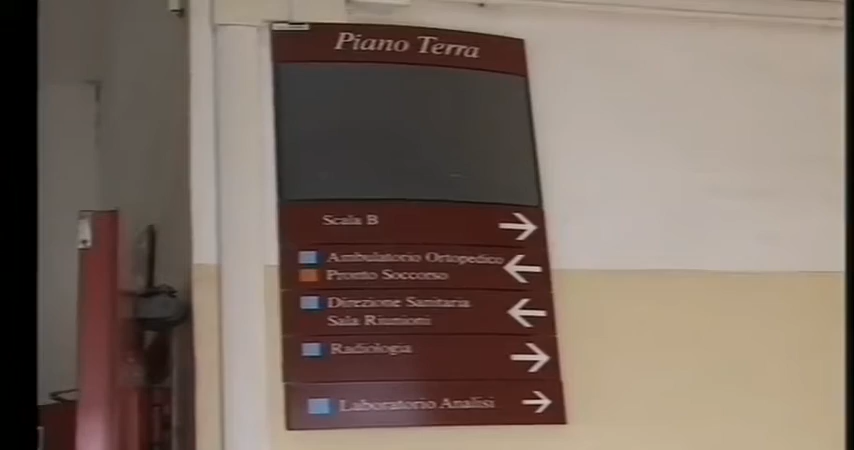 Piano Terra
Scala B
Ambulatorio Ortopedico
Pronto Soccorso
Direzione Sanitaria
Sala Riunioni
Radiologia
Laboratorio Analisi